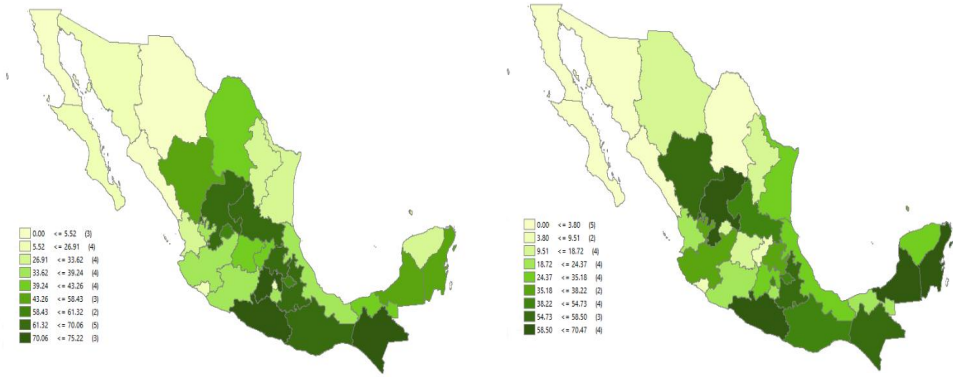 0.00 <= 5.52 (3)
5.52 <= 26.91 (4)
26.91 <= 33.62 (4)
33.62 <= 39.24 (4)
39.24 <= 43.26 (4)
43.26 <= 58.43 (3)
58.43 <= 61.32 (2)
61.32 <= 70.06 (5)
70.06 <= 75.22 (3)
0.00 <= 3.80 (5)
3.80 <= 9.51 (2)
9.51 <= 18.72 (4)
18.72 <= 24.37 (4)
24.37 <= 35.18 (4)
35.18 <= 38.22 (2)
38.22 <= 54.73 (4)
54.73 <= 58.50 (3)
58.50 <= 70.47 (4)